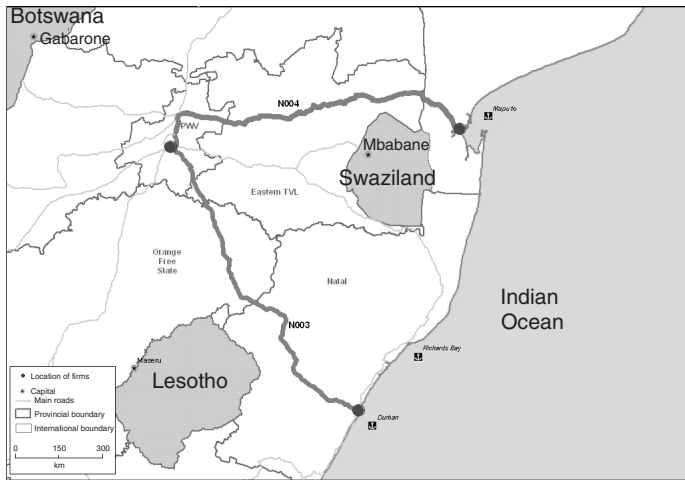 Botswana
Gabarone
N004
Maputo
PWV
Mbabane
Swaziland
Eastern TVL
Orange
Free
State
Natal
Indian
Ocean
N003
Richards Bay
Maseru
Lesotho
Durban
Location of firms
Capital
Main roads
Provincial boundary
International boundary
0 150 300
km